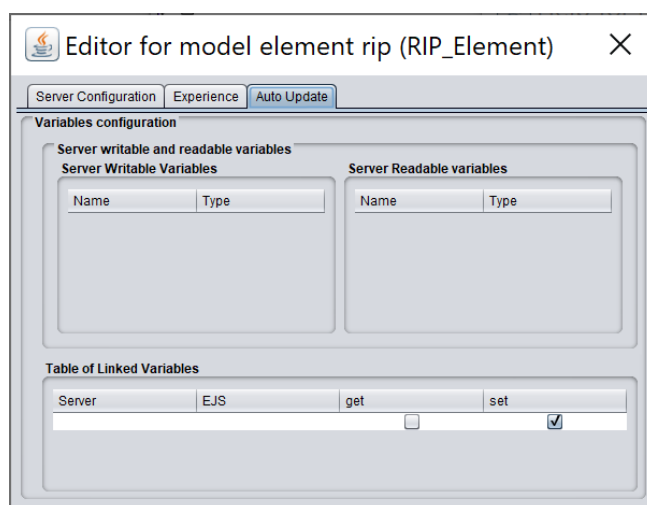 Editor for model element rip (RIP_Element)
Server Configuration Experience Auto Update
Variables configuration
Server writable and readable variables
Server Writable Variables Server Readable variables
Name Type Name Type
Table of Linked Variables
Server EJS get set